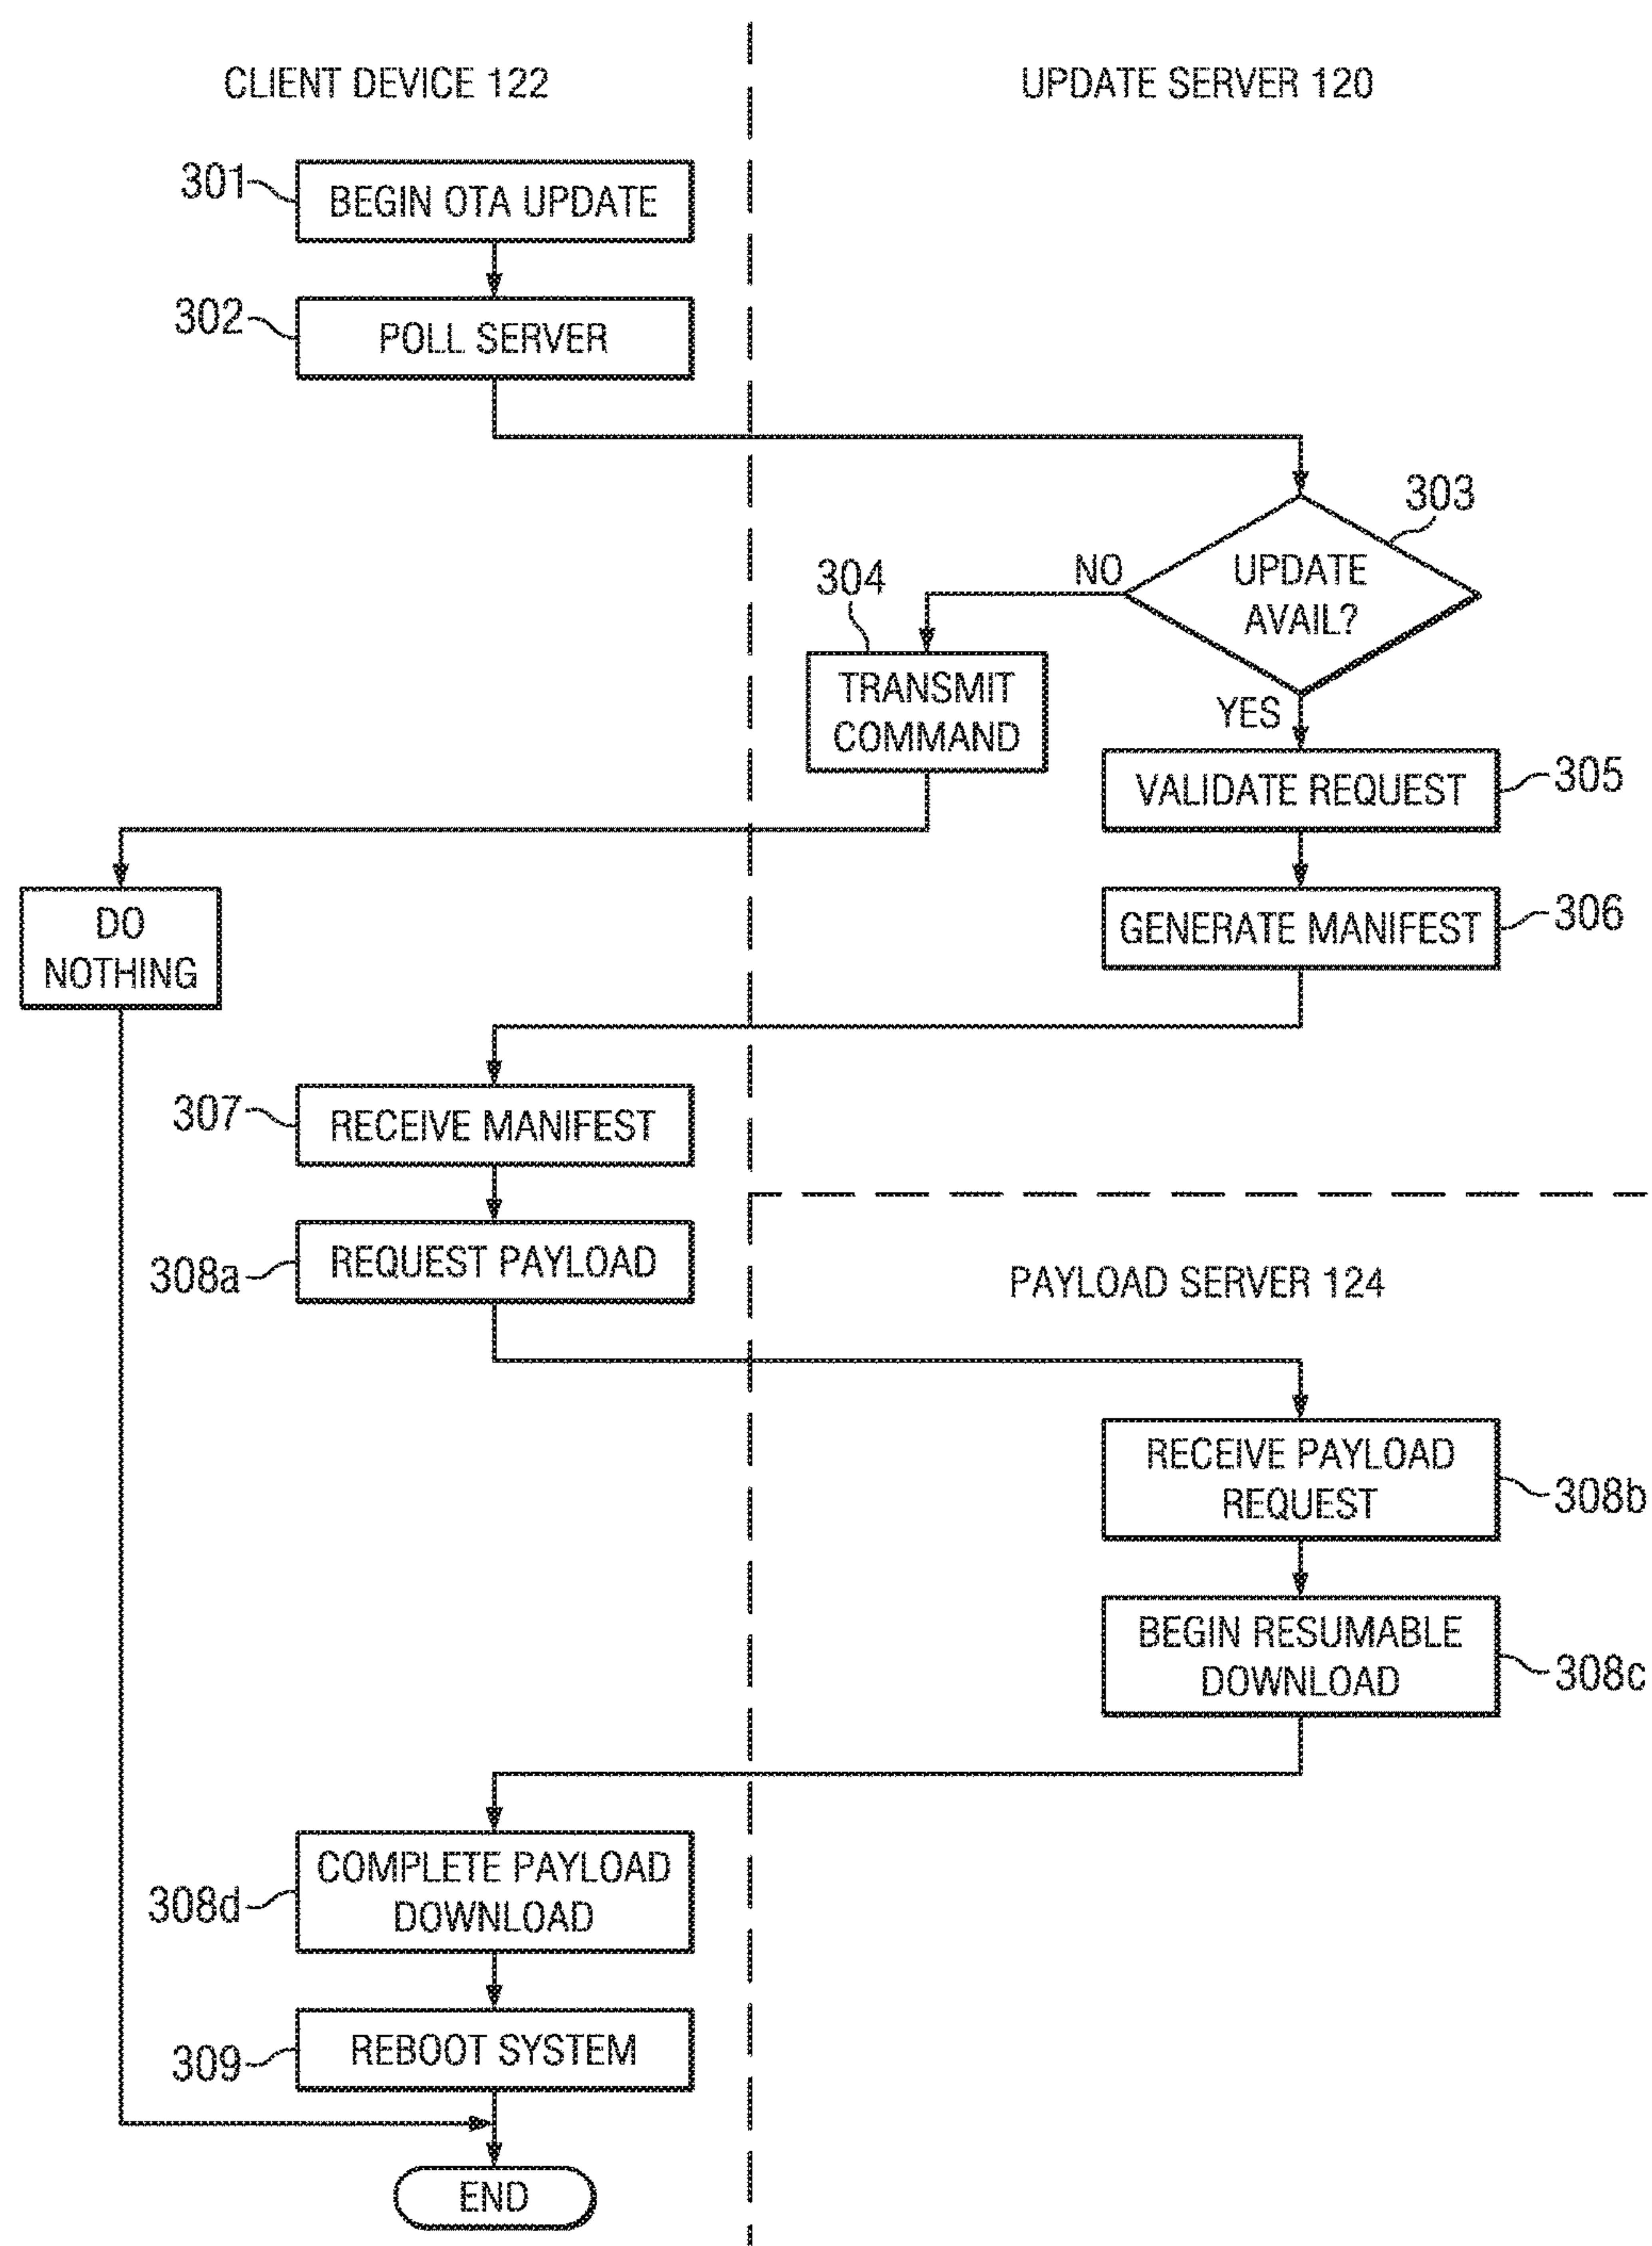 CLIENT DEVICE 122
UPDATE SERVER 120
301
BEGIN OTA UPDATE
302
POLL SERVER
303
UPDATE
AVAIL?
NO
YES
304
TRANSMIT
COMMAND
305
VALIDATE REQUEST
306
GENERATE MANIFEST
DO
NOTHING
307
RECEIVE MANIFEST
308a
REQUEST PAYLOAD
PAYLOAD SERVER 124
RECEIVE PAYLOAD
REQUEST
308b
BEGIN RESUMABLE
DOWNLOAD
308c
COMPLETE PAYLOAD
DOWNLOAD
308d
309
REBOOT SYSTEM
END